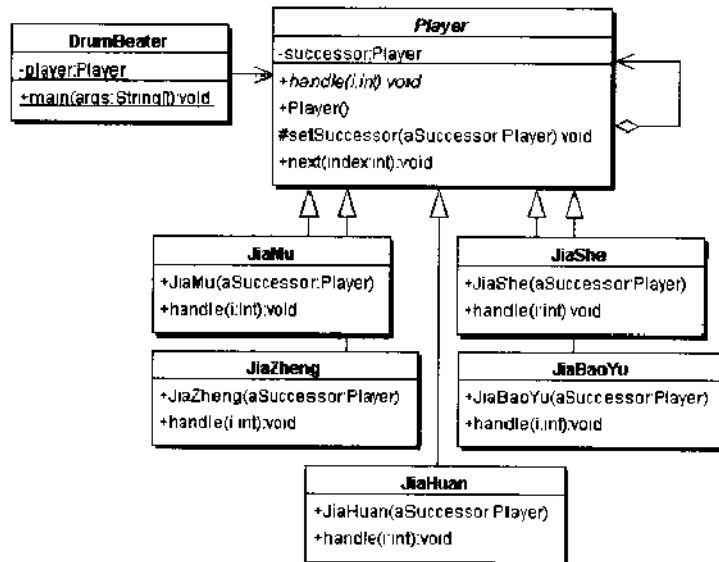 DrumBeater
-player:Player
+main(args:String[]):void
Player
-successor:Player
+handle(i:int):void
+Player()
#setSuccessor(aSuccessor:Player):void
+next(index:int):void
JiaMu
+JiaMu(aSuccessor:Player)
+handle(i:int):void
JiaShe
+JiaShe(aSuccessor:Player)
+handle(i:int):void
JiaZheng
+JiaZheng(aSuccessor:Player)
+handle(i:int):void
JiaBaoYu
+JiaBaoYu(aSuccessor:Player)
+handle(i:int):void
JiaHuan
+JiaHuan(aSuccessor:Player)
+handle(i:int):void